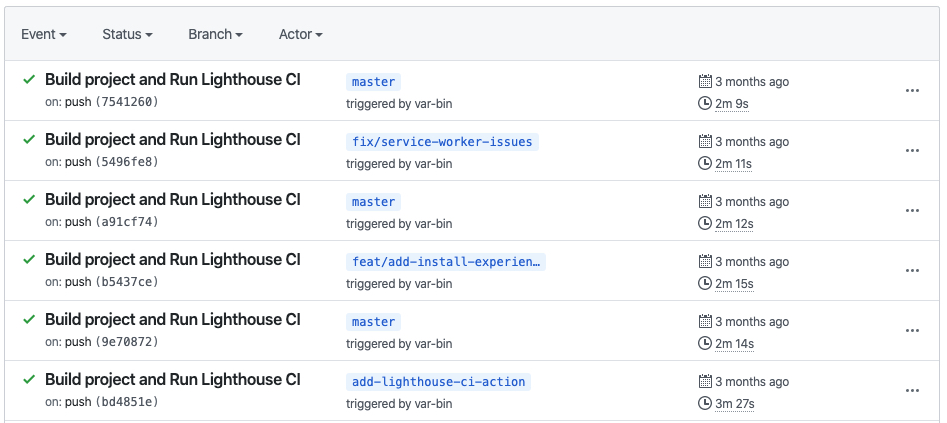 Event Status Branch Actor
Build project and Run Lighthouse CI master 3 months ago
on: push (7541260) triggered by var-bin 2m 9s
Build project and Run Lighthouse CI fix/service-worker-issues 3 months ago
on: push (5496fe8) triggered by var-bin 2m 11s
Build project and Run Lighthouse CI master 3 months ago
on: push (a91cf74) triggered by var-bin 2m 12s
Build project and Run Lighthouse CI feat/add-install-experien… 3 months ago
on: push (b5437ce) triggered by var-bin 2m 15s
Build project and Run Lighthouse CI master 3 months ago
on: push (9e70872) triggered by var-bin 2m 14s
Build project and Run Lighthouse CI add-lighthouse-ci-action 3 months ago
on: push (bd4851e) triggered by var-bin 3m 27s